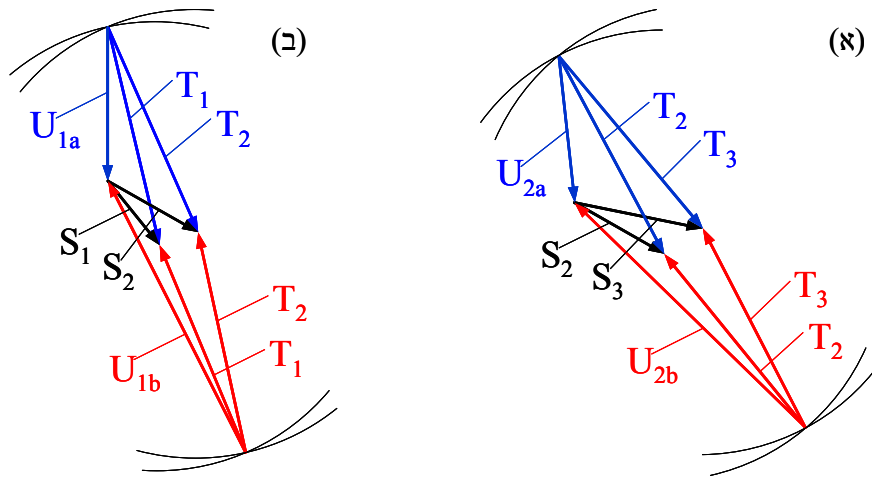 (א)
T₂
T₃
U₂ₐ
S₂
S₃
T₃
T₂
U₂b
(ב)
T₁
T₂
U₁ₐ
S₁
S₂
T₂
T₁
U₁b